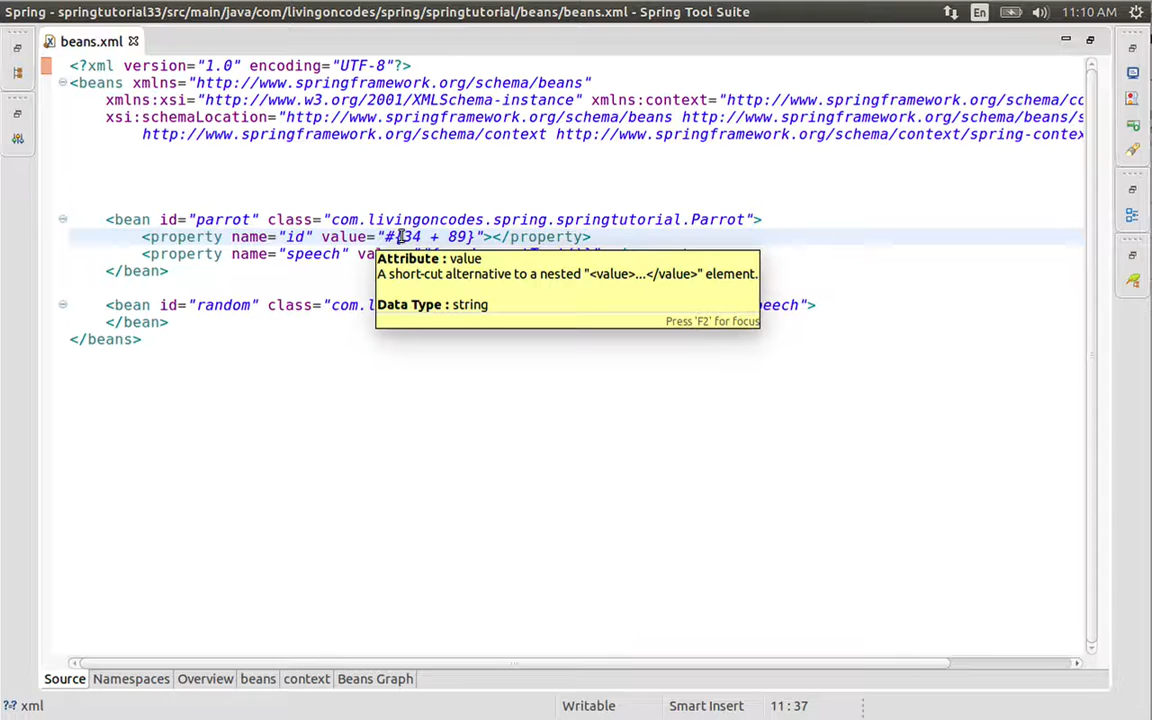 Spring - springtutorial33/src/main/java/com/livingoncodes/spring/springtutorial/beans/beans.xml - Spring Tool Suite
En
11:10 AM
beans.xml
<?xml version="1.0" encoding="UTF-8"?>
<beans xmlns="http://www.springframework.org/schema/beans"
xmlns:xsi="http://www.w3.org/2001/XMLSchema-instance" xmlns:context="http://www.springframework.org/schema/co
xsi:schemaLocation="http://www.springframework.org/schema/beans http://www.springframework.org/schema/beans/s
http://www.springframework.org/schema/context http://www.springframework.org/schema/context/spring-contex
<bean id="parrot" class="com.livingoncodes.spring.springtutorial.Parrot">
<property name="id" value="#{34 + 89}"></property>
<property name="speech" va
Attribute : value
A short-cut alternative to a nested "<value>...</value>" element.
</bean>
Data Type : string
<bean id="random" class="com.l peech">
Press 'F2' for focus
</bean>
</beans>
Source Namespaces Overview beans context Beans Graph
xml Writable Smart Insert 11 : 37